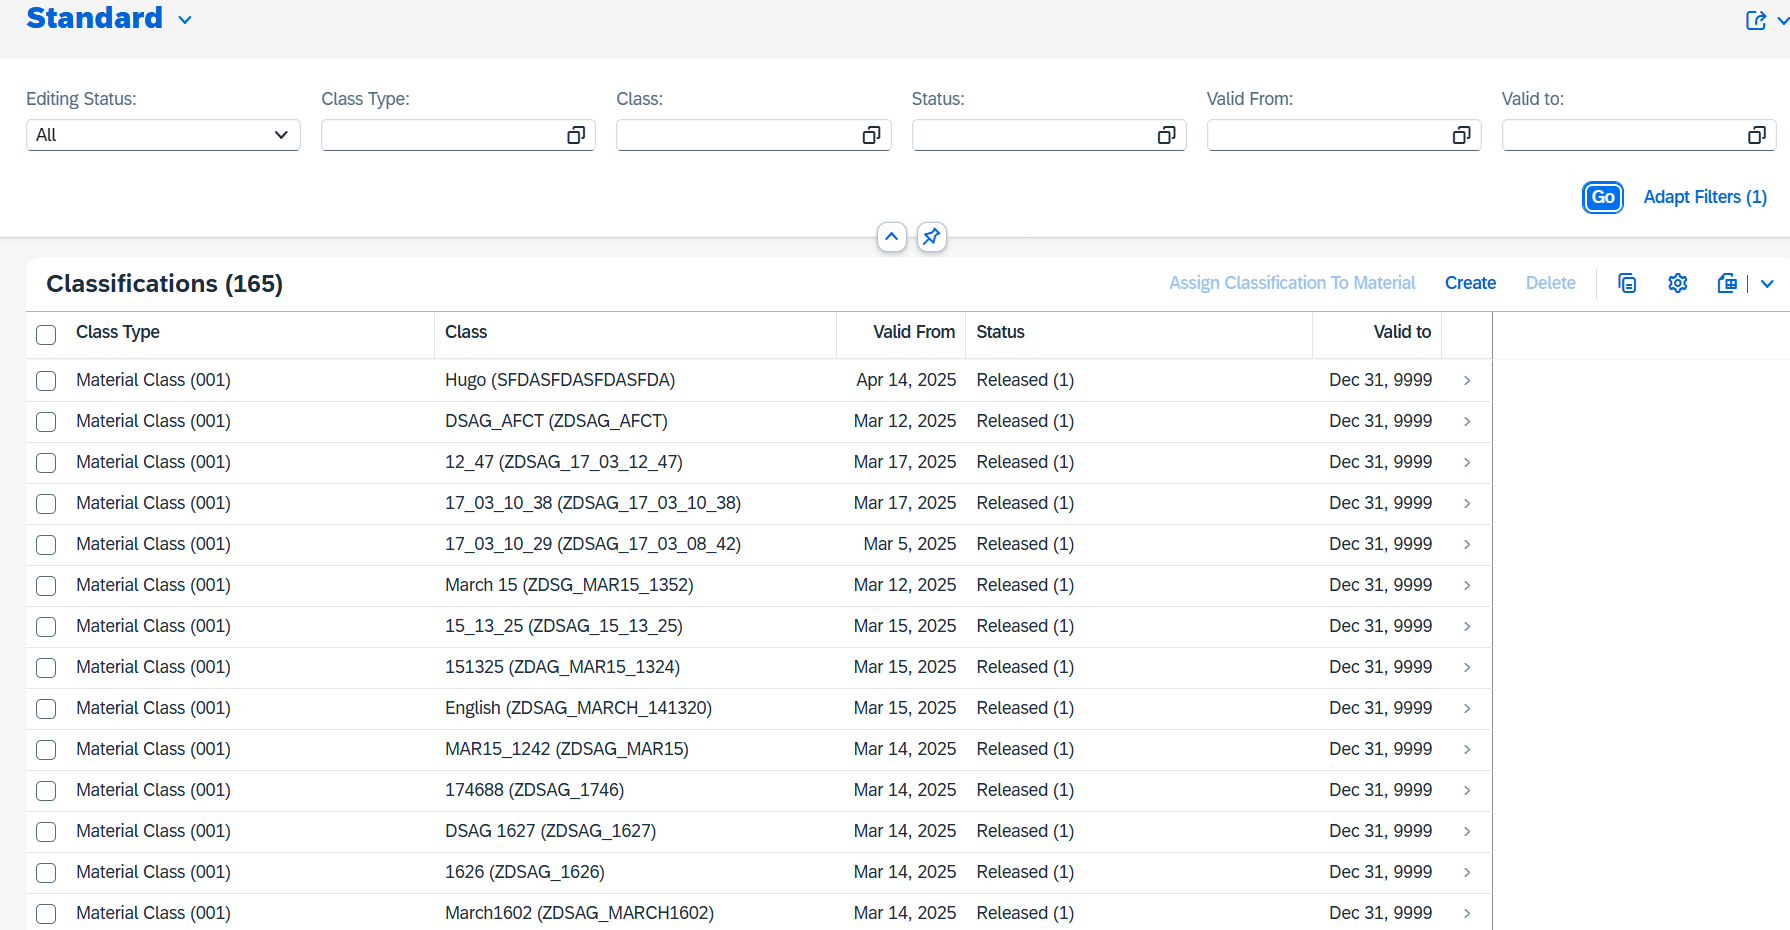 Standard
Editing Status: Class Type: Class: Status: Valid From: Valid to:
All
Go Adapt Filters (1)
Classifications (165) Assign Classification To Material Create Delete
Class Type Class Valid From Status Valid to
Material Class (001) Hugo (SFDASFDASFDASFDA) Apr 14, 2025 Released (1) Dec 31, 9999
Material Class (001) DSAG_AFCT (ZDSAG_AFCT) Mar 12, 2025 Released (1) Dec 31, 9999
Material Class (001) 12_47 (ZDSAG_17_03_12_47) Mar 17, 2025 Released (1) Dec 31, 9999
Material Class (001) 17_03_10_38 (ZDSAG_17_03_10_38) Mar 17, 2025 Released (1) Dec 31, 9999
Material Class (001) 17_03_10_29 (ZDSAG_17_03_08_42) Mar 5, 2025 Released (1) Dec 31, 9999
Material Class (001) March 15 (ZDSG_MAR15_1352) Mar 12, 2025 Released (1) Dec 31, 9999
Material Class (001) 15_13_25 (ZDSAG_15_13_25) Mar 15, 2025 Released (1) Dec 31, 9999
Material Class (001) 151325 (ZDAG_MAR15_1324) Mar 15, 2025 Released (1) Dec 31, 9999
Material Class (001) English (ZDSAG_MARCH_141320) Mar 15, 2025 Released (1) Dec 31, 9999
Material Class (001) MAR15_1242 (ZDSAG_MAR15) Mar 14, 2025 Released (1) Dec 31, 9999
Material Class (001) 174688 (ZDSAG_1746) Mar 14, 2025 Released (1) Dec 31, 9999
Material Class (001) DSAG 1627 (ZDSAG_1627) Mar 14, 2025 Released (1) Dec 31, 9999
Material Class (001) 1626 (ZDSAG_1626) Mar 14, 2025 Released (1) Dec 31, 9999
Material Class (001) March1602 (ZDSAG_MARCH1602) Mar 14, 2025 Released (1) Dec 31, 9999